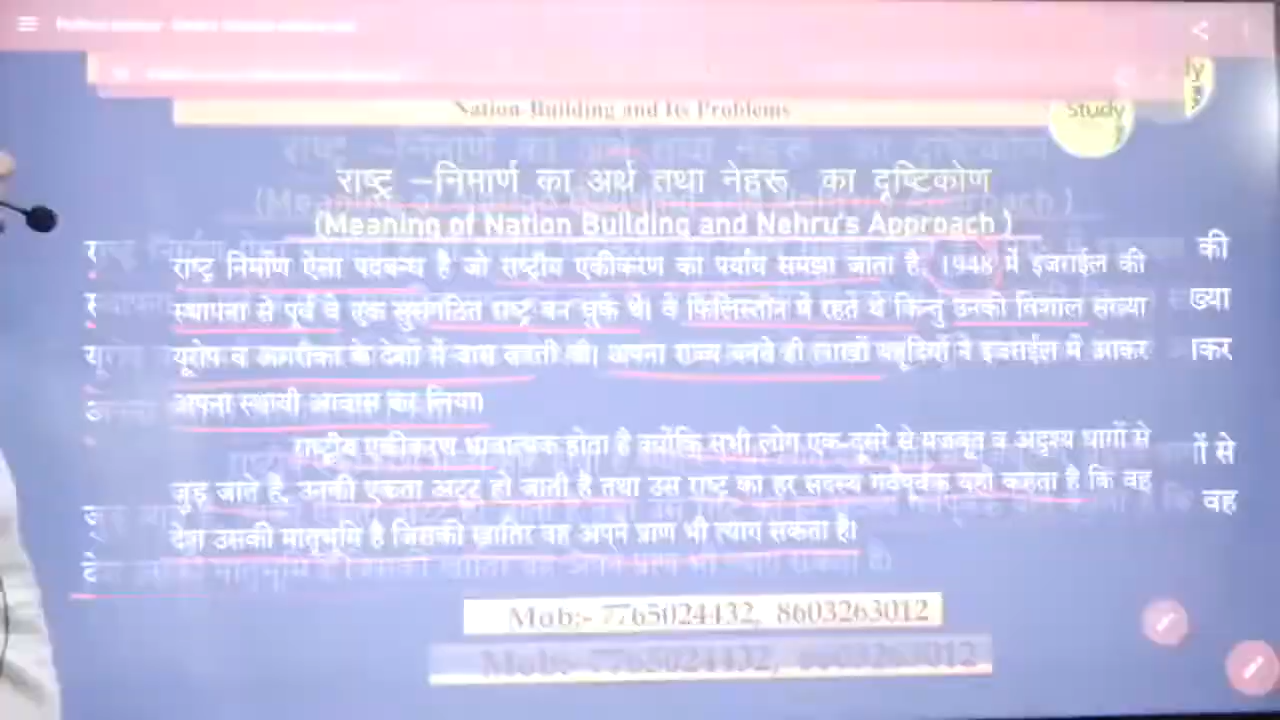 Nation-Building and Its Problems
Study
राष्ट्र –निमार्ण का अर्थ तथा नेहरू का दृष्टिकोण
(Meaning of Nation Building and Nehru's Approach )
राष्ट्र निर्माण ऐसा पदबन्ध है जो राष्ट्रीय एकीकरण का पर्याय समझा जाता है, 1948 में इजराईल की
स्थापना से पूर्व वे एक सुसंगठित राष्ट्र बन चुके थे। वे फिलिस्तीन में रहते थे किन्तु उनकी विशाल संख्या
यूरोप व अमरीका के देशों में वास करती थी। अपना राज्य बनते ही लाखों यहूदियों ने इजराईल में आकर
अपना स्थायी आवास कर लिया।
राष्ट्रीय एकीकरण भावात्मक होता है क्योंकि सभी लोग एक-दूसरे से मजबूत व अदृश्य धागों से
जुड़ जाते है, उनकी एकता अटूट हो जाती है तथा उस राष्ट्र का हर सदस्य गर्वपूर्वक यही कहता है कि वह
देश उसकी मातृभूमि है जिसकी खातिर वह अपने प्राण भी त्याग सकता है।
Mob;- 7765024432, 8603263012